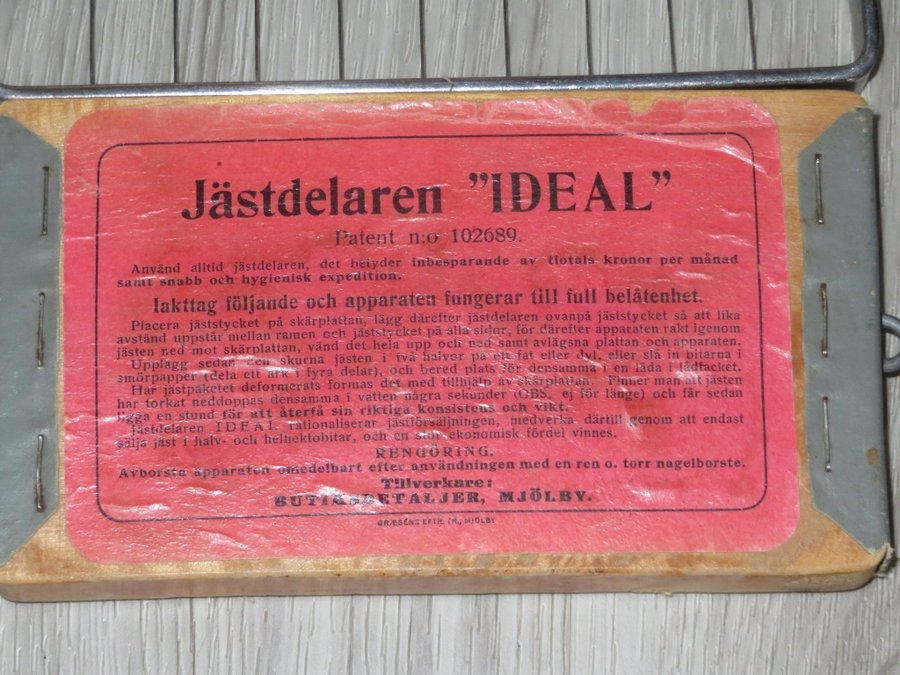 Jästdelaren "IDEAL"
Patent n:o 102689.
Använd alltid jästdelaren, det betyder inbesparande av tiotals kronor per månad
samt snabb och hygienisk expedition.
Iakttag följande och apparaten fungerar till full belåtenhet.
Placera jäststycket på skärplattan, lägg därefter jästdelaren ovanpå jäststycket så att lika
avstånd uppstår mellan ramen och jäststycket på alla sidor, för därefter apparaten rakt igenom
jästen ned mot skärplattan, vänd det hela upp och ned samt avlägsna plattan och apparaten.
Upplägg sedan den skurna jästen i två halvor på ett fat eller dyl. eller slå in bitarna i
smörpapper (dela ett ark i fyra delar), och bered plats för densamma i en låda i lådfacket.
Har jästpaketet deformerats formas det med tillhjälp av skärplattan. Finner man att jästen
har torkat neddoppas densamma i vatten några sekunder (OBS. ej för länge) och får sedan
ligga en stund för att återfå sin riktiga konsistens och vikt.
Jästdelaren IDEAL rationaliserar jästförsäljningen, medverka därtill genom att endast
sälja jäst i halv- och helhektobitar, och en stor ekonomisk fördel vinnes.
RENGÖRING.
Avborsta apparaten omedelbart efter användningen med en ren o. torr nagelborste.
Tillverkare:
BUTIKSDETALJER, MJÖLBY.
EFTR. TR., MJÖLBY